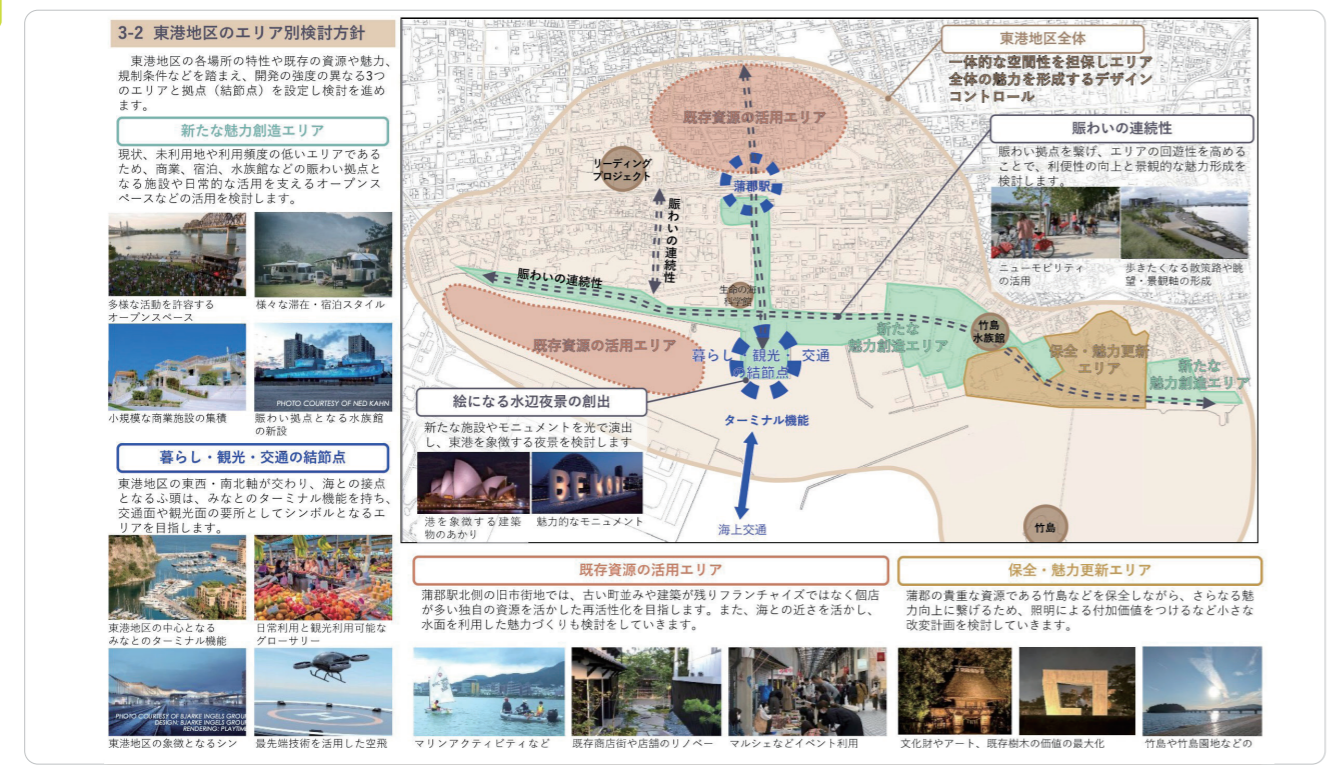 3-2 東港地区のエリア別検討方針
東港地区の各場所の特性や既存の資源や魅力、
規制条件などを踏まえ、開発の強度の異なる3つ
のエリアと拠点（結節点）を設定し検討を進め
ます。
新たな魅力創造エリア
現状、未利用地や利用頻度の低いエリアである
ため、商業、宿泊、水族館などの賑わい拠点と
なる施設や日常的な活用を支えるオープンス
ペースなどの活用を検討します。
多様な活動を許容する
オープンスペース
様々な滞在・宿泊スタイル
小規模な商業施設の集積
PHOTO COURTESY OF NED KAHN
賑わい拠点となる水族館
の新設
暮らし・観光・交通の結節点
東港地区の東西・南北軸が交わり、海との接点
となるふ頭は、みなとのターミナル機能を持ち、
交通面や観光面の要所としてシンボルとなるエ
リアを目指します。
東港地区の中心となる
みなとのターミナル機能
日常利用と観光利用可能な
グローサリー
PHOTO COURTESY OF BJARKE INGELS GROU
DESIGN: BJARKE INGELS GROU
RENDERING: PLAYTIM
東港地区の象徴となるシン
最先端技術を活用した空飛
東港地区全体
一体的な空間性を担保しエリア
全体の魅力を形成するデザイン
コントロール
既存資源の活用エリア
リーディング
プロジェクト
蒲郡駅
賑わいの連続性
賑わいの連続性
生命の海
科学館
既存資源の活用エリア
暮らし・観光・交通
の結節点
ターミナル機能
海上交通
新たな
魅力創造エリア
竹島
水族館
保全・魅力更新
エリア
新たな
魅力創造エリア
竹島
賑わいの連続性
賑わい拠点を繋げ、エリアの回遊性を高める
ことで、利便性の向上と景観的な魅力形成を
検討します。
ニューモビリティ
の活用
歩きたくなる散策路や眺
望・景観軸の形成
絵になる水辺夜景の創出
新たな施設やモニュメントを光で演出
し、東港を象徴する夜景を検討します
港を象徴する建築
物のあかり
魅力的なモニュメント
既存資源の活用エリア
蒲郡駅北側の旧市街地では、古い町並みや建築が残りフランチャイズではなく個店
が多い独自の資源を活かした再活性化を目指します。また、海との近さを活かし、
水面を利用した魅力づくりも検討をしていきます。
マリンアクティビティなど
既存商店街や店舗のリノベー
マルシェなどイベント利用
保全・魅力更新エリア
蒲郡の貴重な資源である竹島などを保全しながら、さらなる魅
力向上に繋げるため、照明による付加価値をつけるなど小さな
改変計画を検討していきます。
文化財やアート、既存樹木の価値の最大化
竹島や竹島園地などの